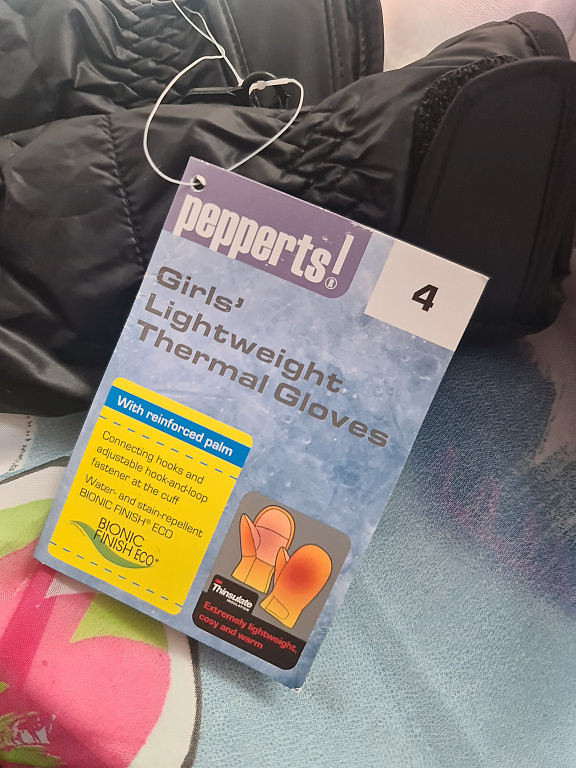 pepperts!®
4
Girls'
Lightweight
Thermal Gloves
With reinforced palm
Connecting hooks and
adjustable hook-and-loop
fastener at the cuff
Water- and stain-repellent
BIONIC FINISH® ECO
BIONIC
FINISH ECO®
Thinsulate
INSULATION
Extremely lightweight,
cosy and warm